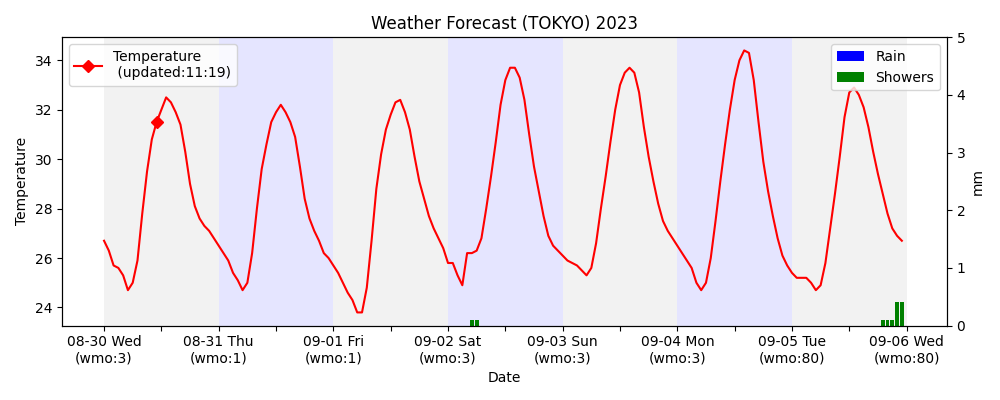 Weather Forecast (TOKYO) 2023
Temperature
(updated:11:19)
Rain
Showers
Temperature
34
32
30
28
26
24
5
4
3
2
1
0
mm
08-30 Wed 08-31 Thu 09-01 Fri 09-02 Sat 09-03 Sun 09-04 Mon 09-05 Tue 09-06 Wed
(wmo:3) (wmo:1) (wmo:1) (wmo:3) (wmo:3) (wmo:3) (wmo:80) (wmo:80)
Date